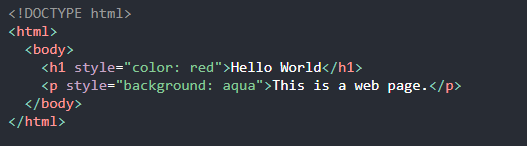 <!DOCTYPE html>
<html>
  <body>
    <h1 style="color: red">Hello World</h1>
    <p style="background: aqua">This is a web page.</p>
  </body>
</html>